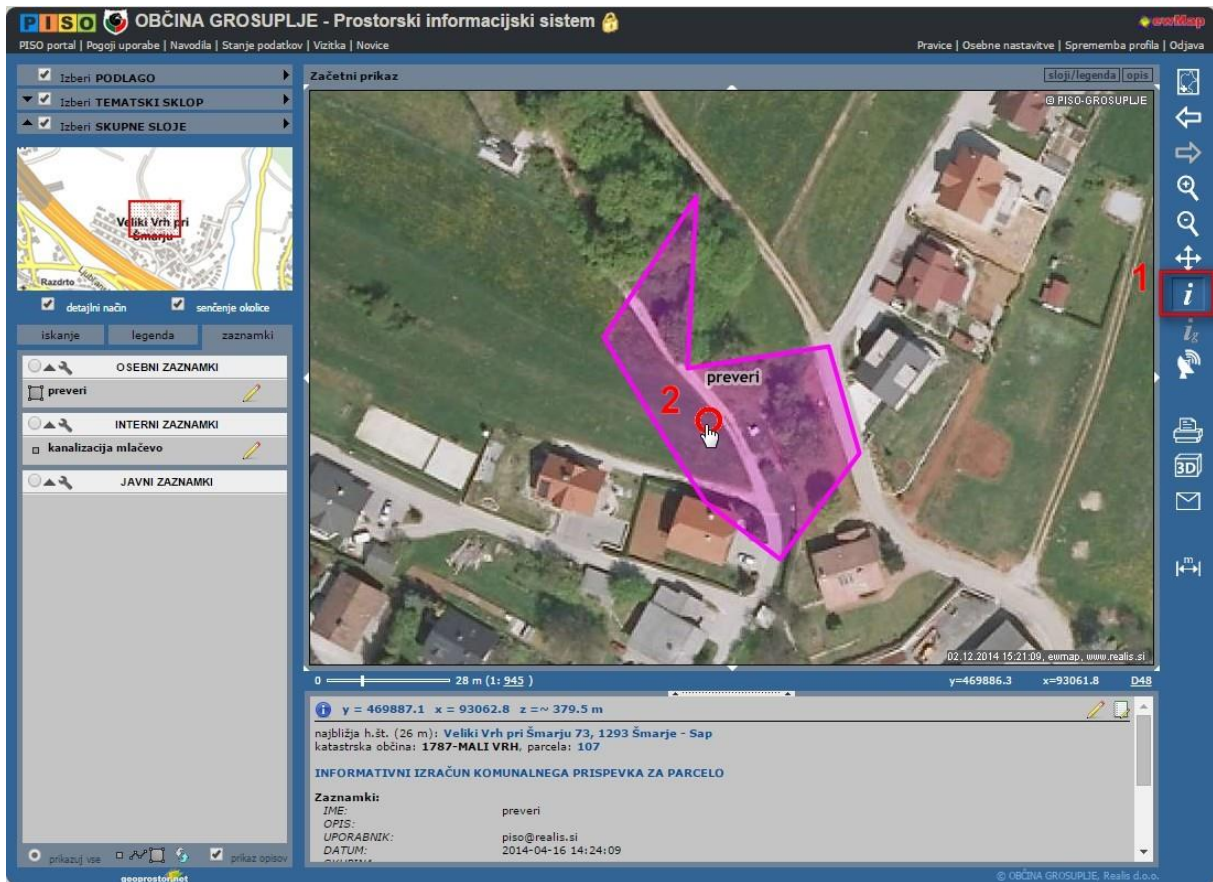 PISO OBČINA GROSUPLJE - Prostorski informacijski sistem
ewMap
PISO portal | Pogoji uporabe | Navodila | Stanje podatkov | Vizitka | Novice
Pravice | Osebne nastavitve | Sprememba profila | Odjava
Izberi PODLAGO
Izberi TEMATSKI SKLOP
Izberi SKUPNE SLOJE
Veliki Vrh pri
Šmarju
Razdrto
detajlni način
senčenje okolice
iskanje
legenda
zaznamki
OSEBNI ZAZNAMKI
preveri
INTERNI ZAZNAMKI
kanalizacija mlačevo
JAVNI ZAZNAMKI
prikazuj vse
prikaz opisov
geoprostor.net
Začetni prikaz
sloji/legenda
opis
© PISO-GROSUPLJE
preveri
2
1
i
ig
3D
m
02.12.2014 15:21:09, ewmap, www.realis.si
0 28 m (1: 945 )
y=469886.3 x=93061.8 D48
i y = 469887.1 x = 93062.8 z =~ 379.5 m
najbližja h.št. (26 m): Veliki Vrh pri Šmarju 73, 1293 Šmarje - Sap
katastrska občina: 1787-MALI VRH, parcela: 107
INFORMATIVNI IZRAČUN KOMUNALNEGA PRISPEVKA ZA PARCELO
Zaznamki:
IME: preveri
OPIS:
UPORABNIK: piso@realis.si
DATUM: 2014-04-16 14:24:09
© OBČINA GROSUPLJE, Realis d.o.o.